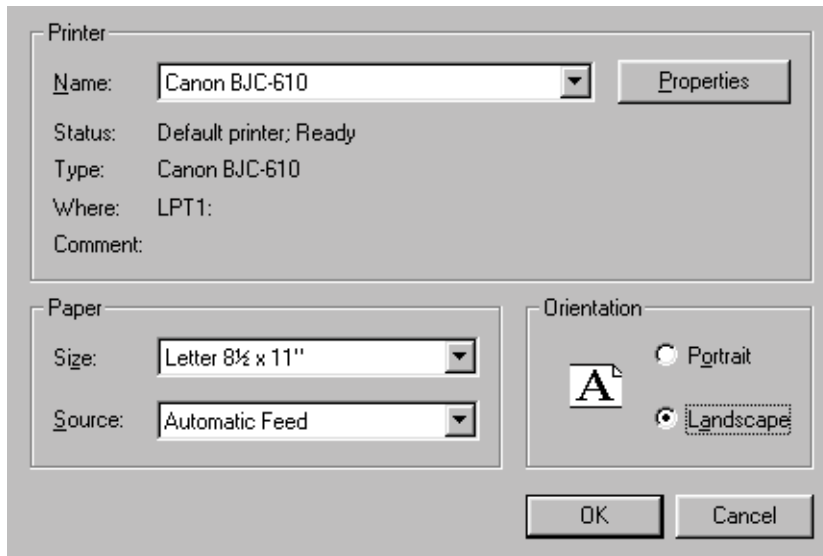 Printer
Name: Canon BJC-610 Properties
Status: Default printer; Ready
Type: Canon BJC-610
Where: LPT1:
Comment:
Paper
Size: Letter 8½ x 11"
Source: Automatic Feed
Orientation
A
Portrait
Landscape
OK Cancel